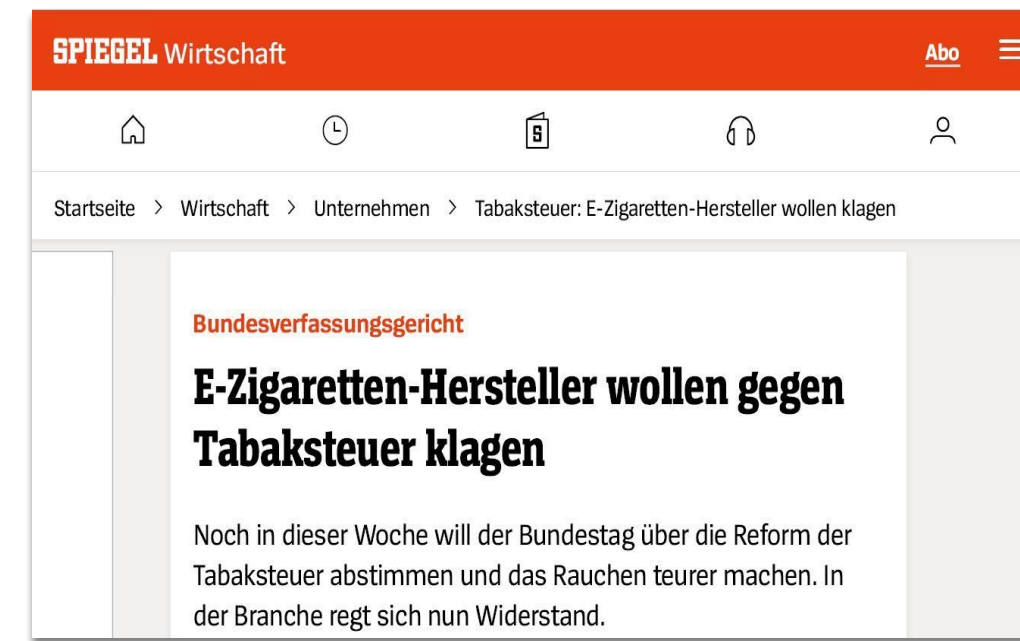 SPIEGEL Wirtschaft
Abo
S
Startseite > Wirtschaft > Unternehmen > Tabaksteuer: E-Zigaretten-Hersteller wollen klagen
Bundesverfassungsgericht
E-Zigaretten-Hersteller wollen gegen
Tabaksteuer klagen
Noch in dieser Woche will der Bundestag über die Reform der
Tabaksteuer abstimmen und das Rauchen teurer machen. In
der Branche regt sich nun Widerstand.